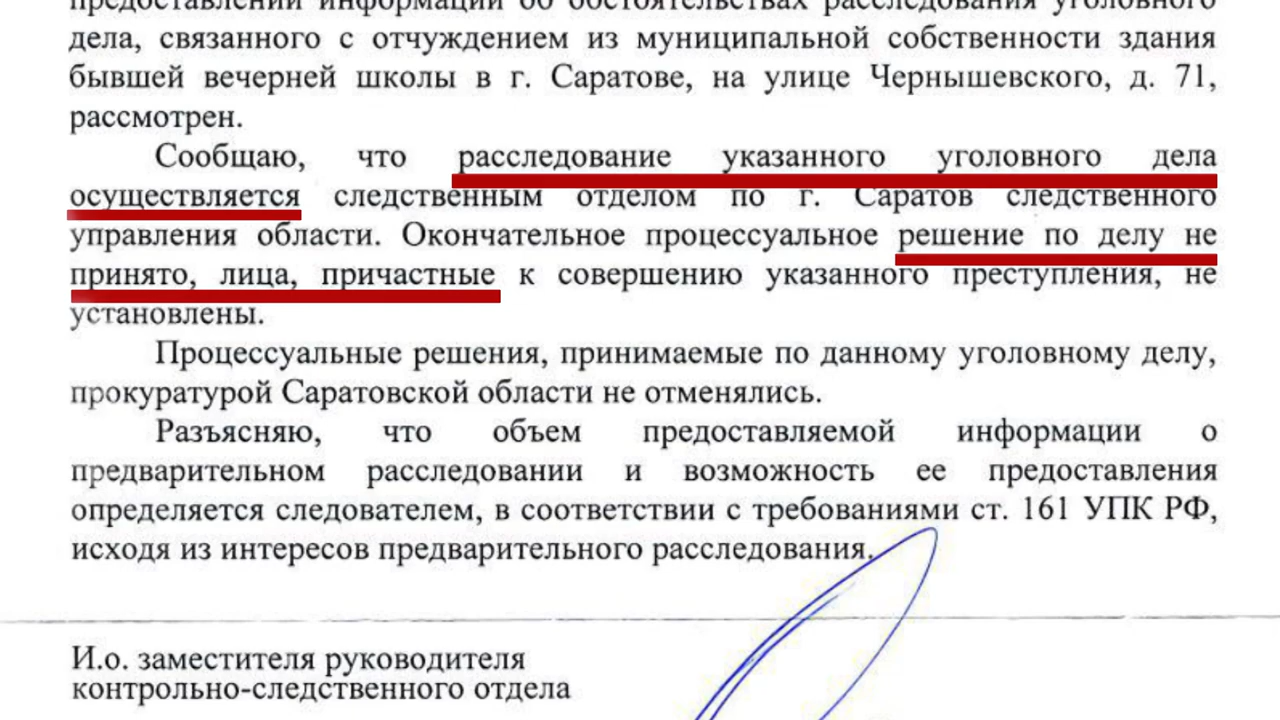 предоставлении информации об обстоятельствах расследования уголовного
дела, связанного с отчуждением из муниципальной собственности здания
бывшей вечерней школы в г. Саратове, на улице Чернышевского, д. 71,
рассмотрен.
Сообщаю, что расследование указанного уголовного дела
осуществляется следственным отделом по г. Саратов следственного
управления области. Окончательное процессуальное решение по делу не
принято, лица, причастные к совершению указанного преступления, не
установлены.
Процессуальные решения, принимаемые по данному уголовному делу,
прокуратурой Саратовской области не отменялись.
Разъясняю, что объем предоставляемой информации о
предварительном расследовании и возможность ее предоставления
определяется следователем, в соответствии с требованиями ст. 161 УПК РФ,
исходя из интересов предварительного расследования.
И.о. заместителя руководителя
контрольно-следственного отдела